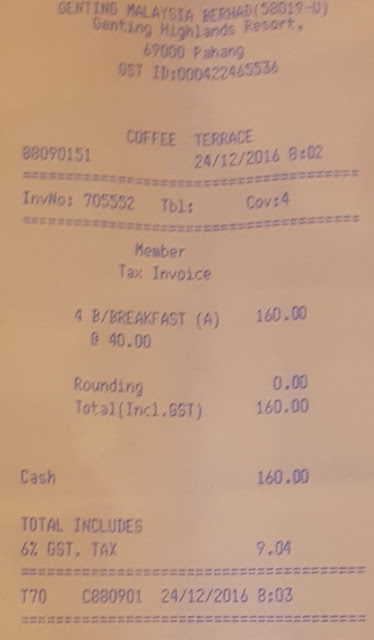 GENTING MALAYSIA BERHAD(58019-U)
Genting Highlands Resort,
69000 Pahang
GST ID:000422465536
COFFEE TERRACE
88090151 24/12/2016 8:02
==========================================
InvNo: 705552 Tbl: Cov:4
==========================================
Member
Tax Invoice
4 B/BREAKFAST (A) 160.00
@ 40.00
Rounding 0.00
Total(Incl.GST) 160.00
Cash 160.00
TOTAL INCLUDES
6% GST. TAX 9.04
==========================================
T70 C880901 24/12/2016 8:03
==========================================